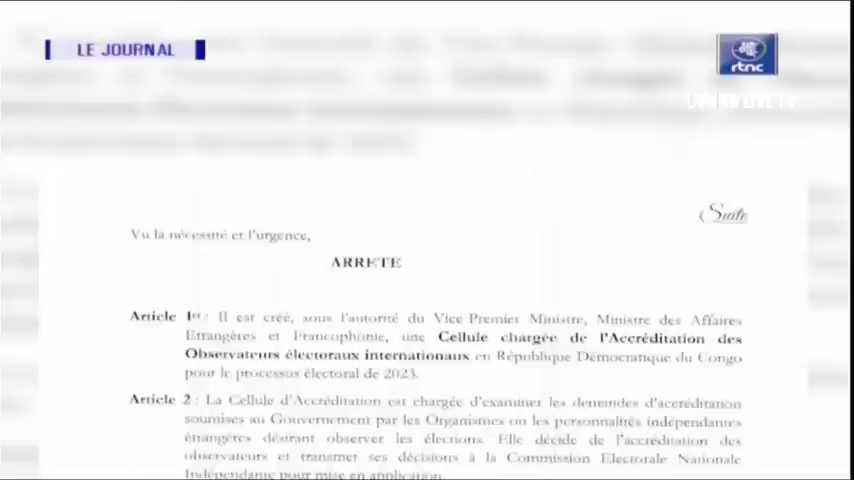 LE JOURNAL
rtnc
CONGO LIVE TV
Suite
Vu la nécessité et l'urgence,
ARRETE
Article 1er : Il est créé, sous l'autorité du Vice Premier Ministre, Ministre des Affaires
Etrangères et Francophonie, une Cellule chargée de l'Accréditation des
Observateurs électoraux internationaux en République Démocratique du Congo
pour le processus électoral de 2023.
Article 2 : La Cellule d'Accréditation est chargée d'examiner les demandes d'accréditation
soumises au Gouvernement par les Organismes ou les personnalités indépendantes
étrangères désirant observer les élections. Elle décide de l'accréditation des
observateurs et transmet ses décisions à la Commission Electorale Nationale
Indépendante pour mise en application.